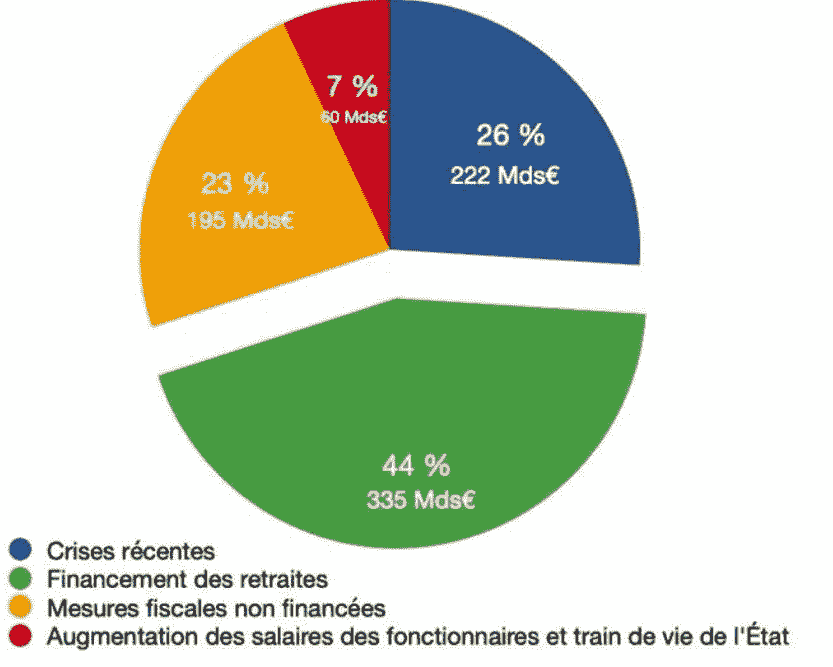 7 %
60 Mds€
26 %
222 Mds€
23 %
195 Mds€
44 %
335 Mds€
Crises récentes
Financement des retraites
Mesures fiscales non financées
Augmentation des salaires des fonctionnaires et train de vie de l'État